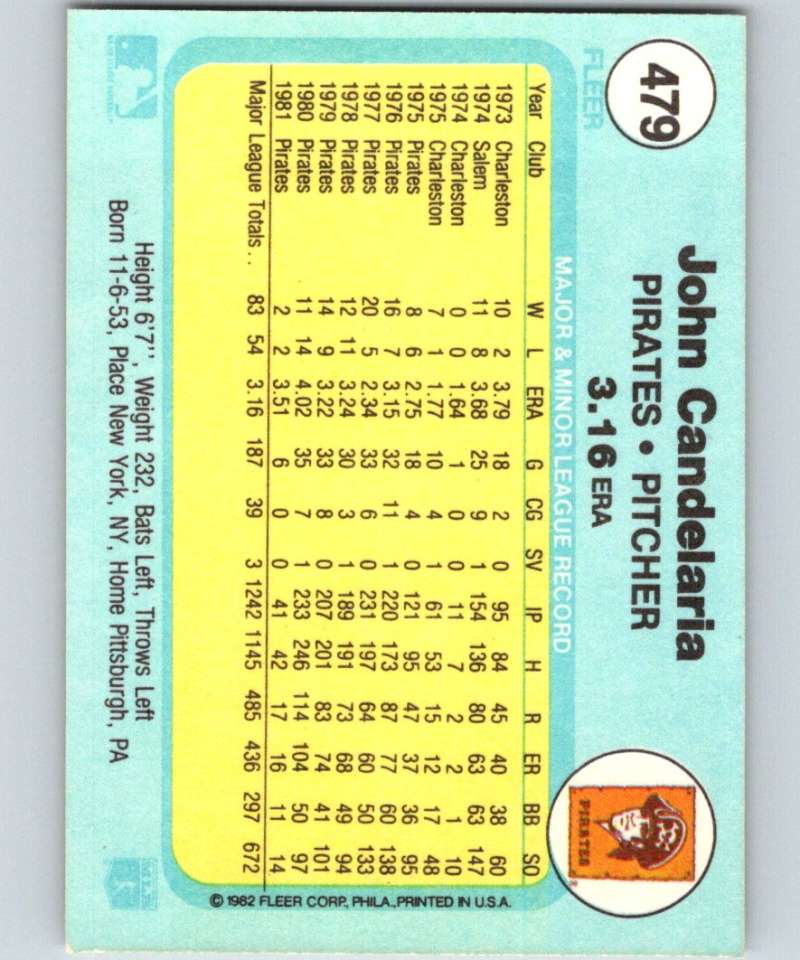 479
FLEER
John Candelaria
PIRATES • PITCHER
3.16 ERA
PIRATES
®
MAJOR & MINOR LEAGUE RECORD
Year Club W L ERA G CG SV IP H R ER BB SO
1973 Charleston 10 2 3.79 18 2 0 95 84 45 40 38 60
1974 Salem 11 8 3.68 25 9 1 154 136 80 63 63 147
1974 Charleston 0 0 1.64 1 0 0 11 7 2 2 1 10
1975 Charleston 7 1 1.77 10 4 1 61 53 15 12 17 48
1975 Pirates 8 6 2.75 18 4 0 121 95 47 37 36 95
1976 Pirates 16 7 3.15 32 11 1 220 173 87 77 60 138
1977 Pirates 20 5 2.34 33 6 0 231 197 64 60 50 133
1978 Pirates 12 11 3.24 30 3 1 189 191 73 68 49 94
1979 Pirates 14 9 3.22 33 8 0 207 201 83 74 41 101
1980 Pirates 11 14 4.02 35 7 1 233 246 114 104 50 97
1981 Pirates 2 2 3.51 6 0 0 41 42 17 16 11 14
Major League Totals . . 83 54 3.16 187 39 3 1242 1145 485 436 297 672
© 1982 FLEER CORP., PHILA., PRINTED IN U.S.A.
Height 6'7'', Weight 232, Bats Left, Throws Left
Born 11-6-53, Place New York, NY, Home Pittsburgh, PA